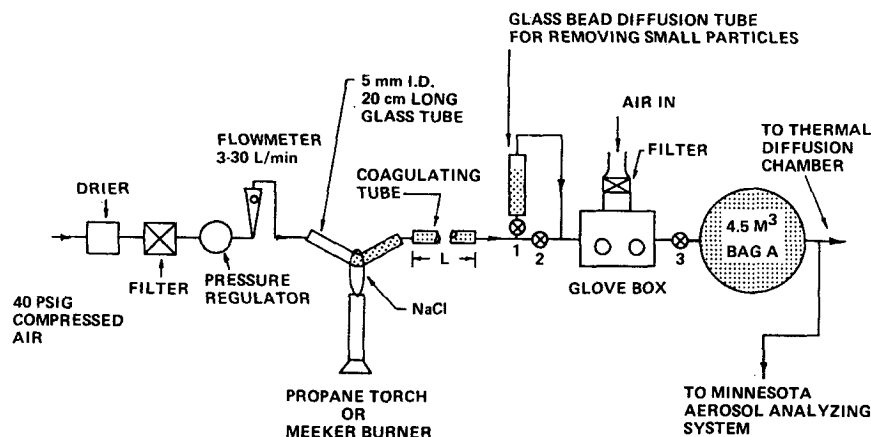 GLASS BEAD DIFFUSION TUBE
FOR REMOVING SMALL PARTICLES
5 mm I.D.
20 cm LONG
GLASS TUBE
AIR IN
TO THERMAL
DIFFUSION
CHAMBER
FLOWMETER
3-30 L/min
FILTER
COAGULATING
TUBE
DRIER
4.5 M³
BAG A
1
2
3
L
FILTER
PRESSURE
REGULATOR
NaCl
GLOVE BOX
40 PSIG
COMPRESSED
AIR
PROPANE TORCH
OR
MEEKER BURNER
TO MINNESOTA
AEROSOL ANALYZING
SYSTEM